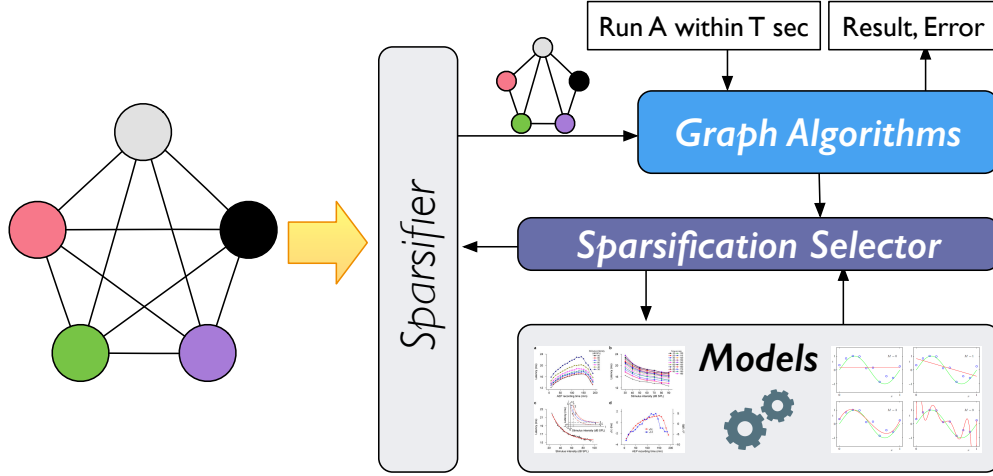 Run A within T sec
Result, Error
Graph Algorithms
Sparsifier
Sparsification Selector
Models